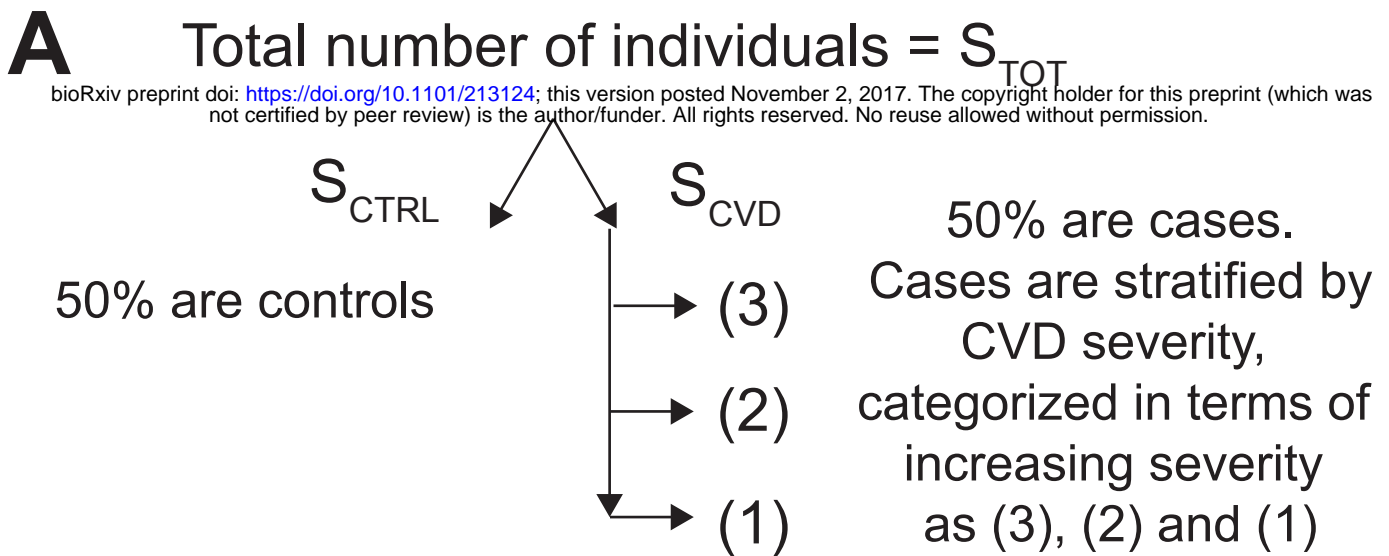 A
Total number of individuals = S_TOT
bioRxiv preprint doi: https://doi.org/10.1101/213124; this version posted November 2, 2017. The copyright holder for this preprint (which was
not certified by peer review) is the author/funder. All rights reserved. No reuse allowed without permission.
S_CTRL
50% are controls
S_CVD
(3)
(2)
(1)
50% are cases.
Cases are stratified by
CVD severity,
categorized in terms of
increasing severity
as (3), (2) and (1)